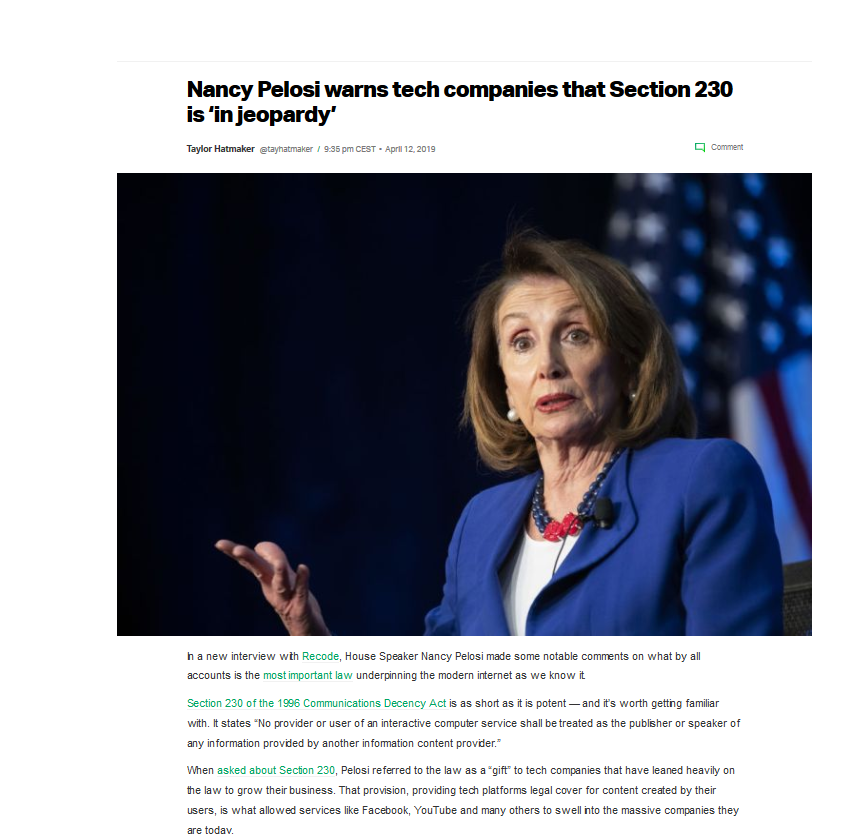 Nancy Pelosi warns tech companies that Section 230
is ‘in jeopardy’
Taylor Hatmaker @tayhatmaker / 9:35 pm CEST • April 12, 2019
Comment
In a new interview with Recode, House Speaker Nancy Pelosi made some notable comments on what by all
accounts is the most important law underpinning the modern internet as we know it.
Section 230 of the 1996 Communications Decency Act is as short as it is potent — and it’s worth getting familiar
with. It states “No provider or user of an interactive computer service shall be treated as the publisher or speaker of
any information provided by another information content provider.”
When asked about Section 230, Pelosi referred to the law as a “gift” to tech companies that have leaned heavily on
the law to grow their business. That provision, providing tech platforms legal cover for content created by their
users, is what allowed services like Facebook, YouTube and many others to swell into the massive companies they
are today.